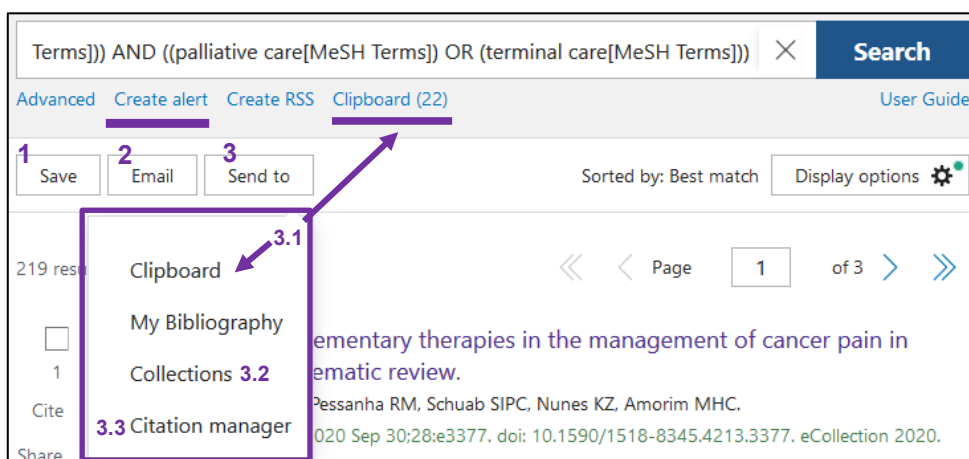 Terms])) AND ((palliative care[MeSH Terms]) OR (terminal care[MeSH Terms]))
Search
Advanced Create alert Create RSS Clipboard (22) User Guide
1 2 3
Save Email Send to Sorted by: Best match Display options
3.1
219 resu Clipboard Page 1 of 3
My Bibliography
ementary therapies in the management of cancer pain in
1 Collections 3.2 ematic review.
Cite Pessanha RM, Schuab SIPC, Nunes KZ, Amorim MHC.
3.3 Citation manager 020 Sep 30;28:e3377. doi: 10.1590/1518-8345.4213.3377. eCollection 2020.
Share